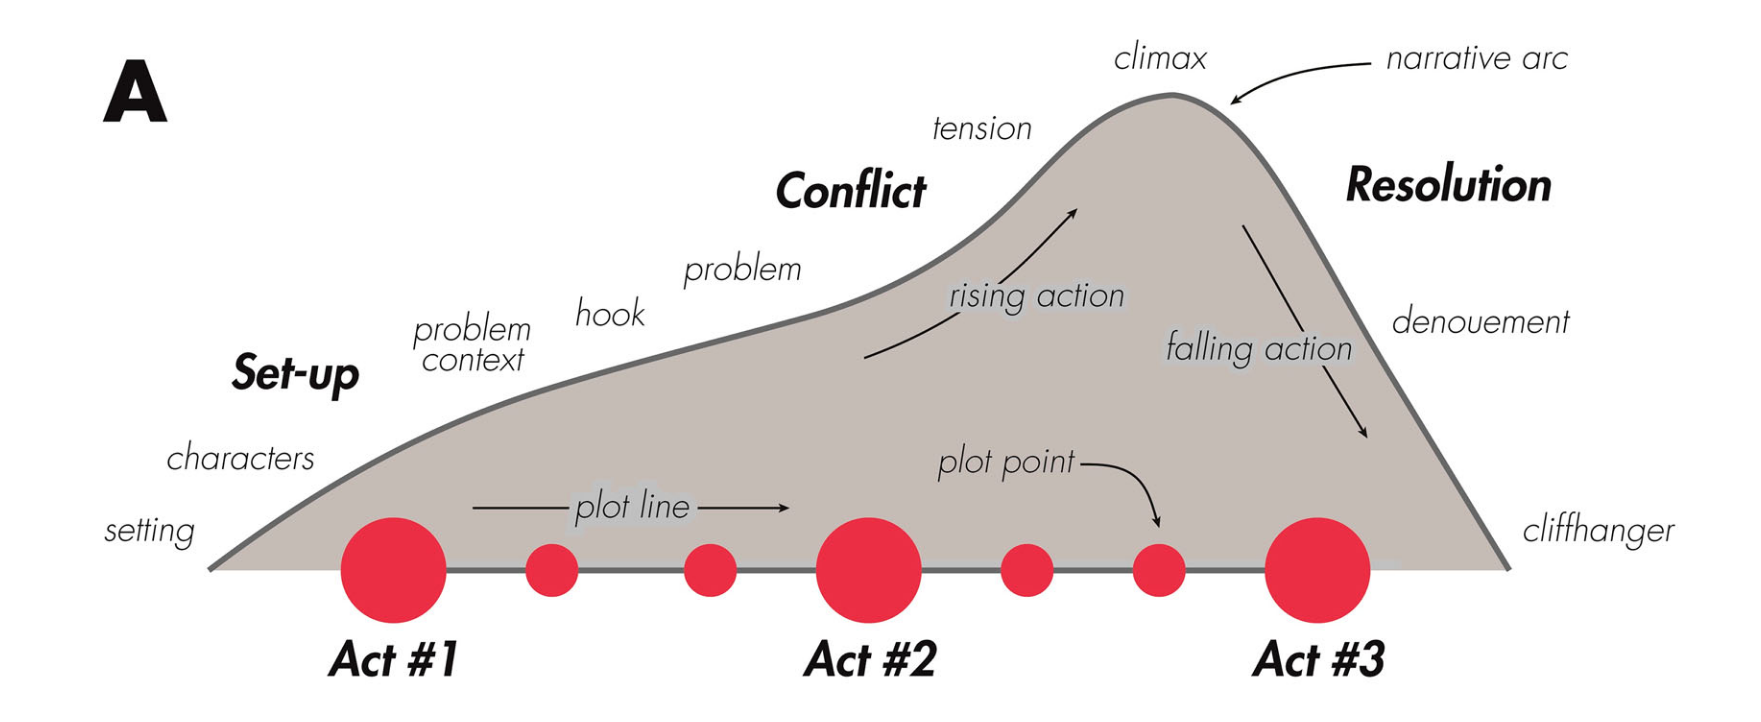 A
climax
narrative arc
tension
Conflict
Resolution
problem
rising action
hook
problem
context
denouement
falling action
Set-up
characters
plot point
plot line
setting
cliffhanger
Act #1
Act #2
Act #3